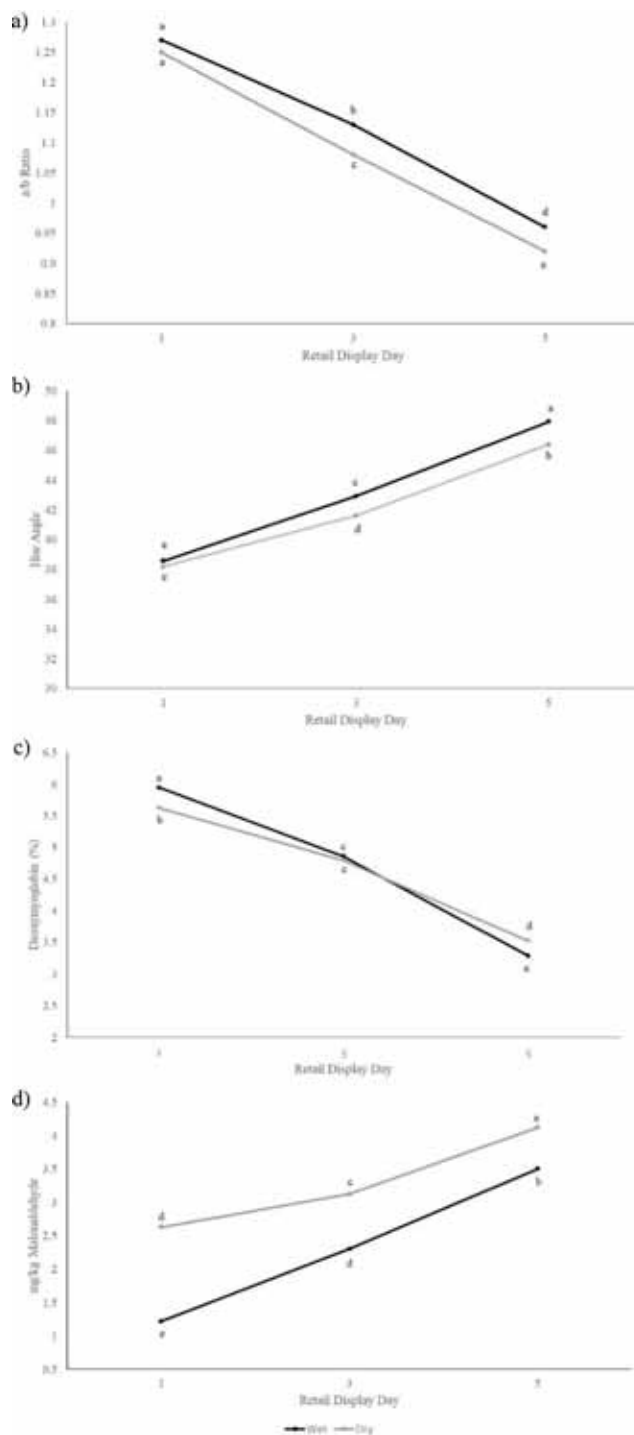 a)
1.3
a
1.25
a
1.2
1.15
b
1.1
c
1.05
1
d
0.95
0.9
e
0.85
0.8
a/b Ratio
1 3 5
Retail Display Day
b)
50
a
48
46
b
44
c
42
d
40
e
38
e
36
34
32
30
Hue Angle
1 3 5
Retail Display Day
c)
6.5
a
6
5.5
b
5
c
c
4.5
4
d
3.5
3
e
2.5
2
Deoxymyoglobin (%)
1 3 5
Retail Display Day
d)
4.5
a
4
3.5
b
3
c
d
2.5
2
d
1.5
1
e
0.5
mg/kg Malonaldehyde
1 3 5
Retail Display Day
Wet Dry